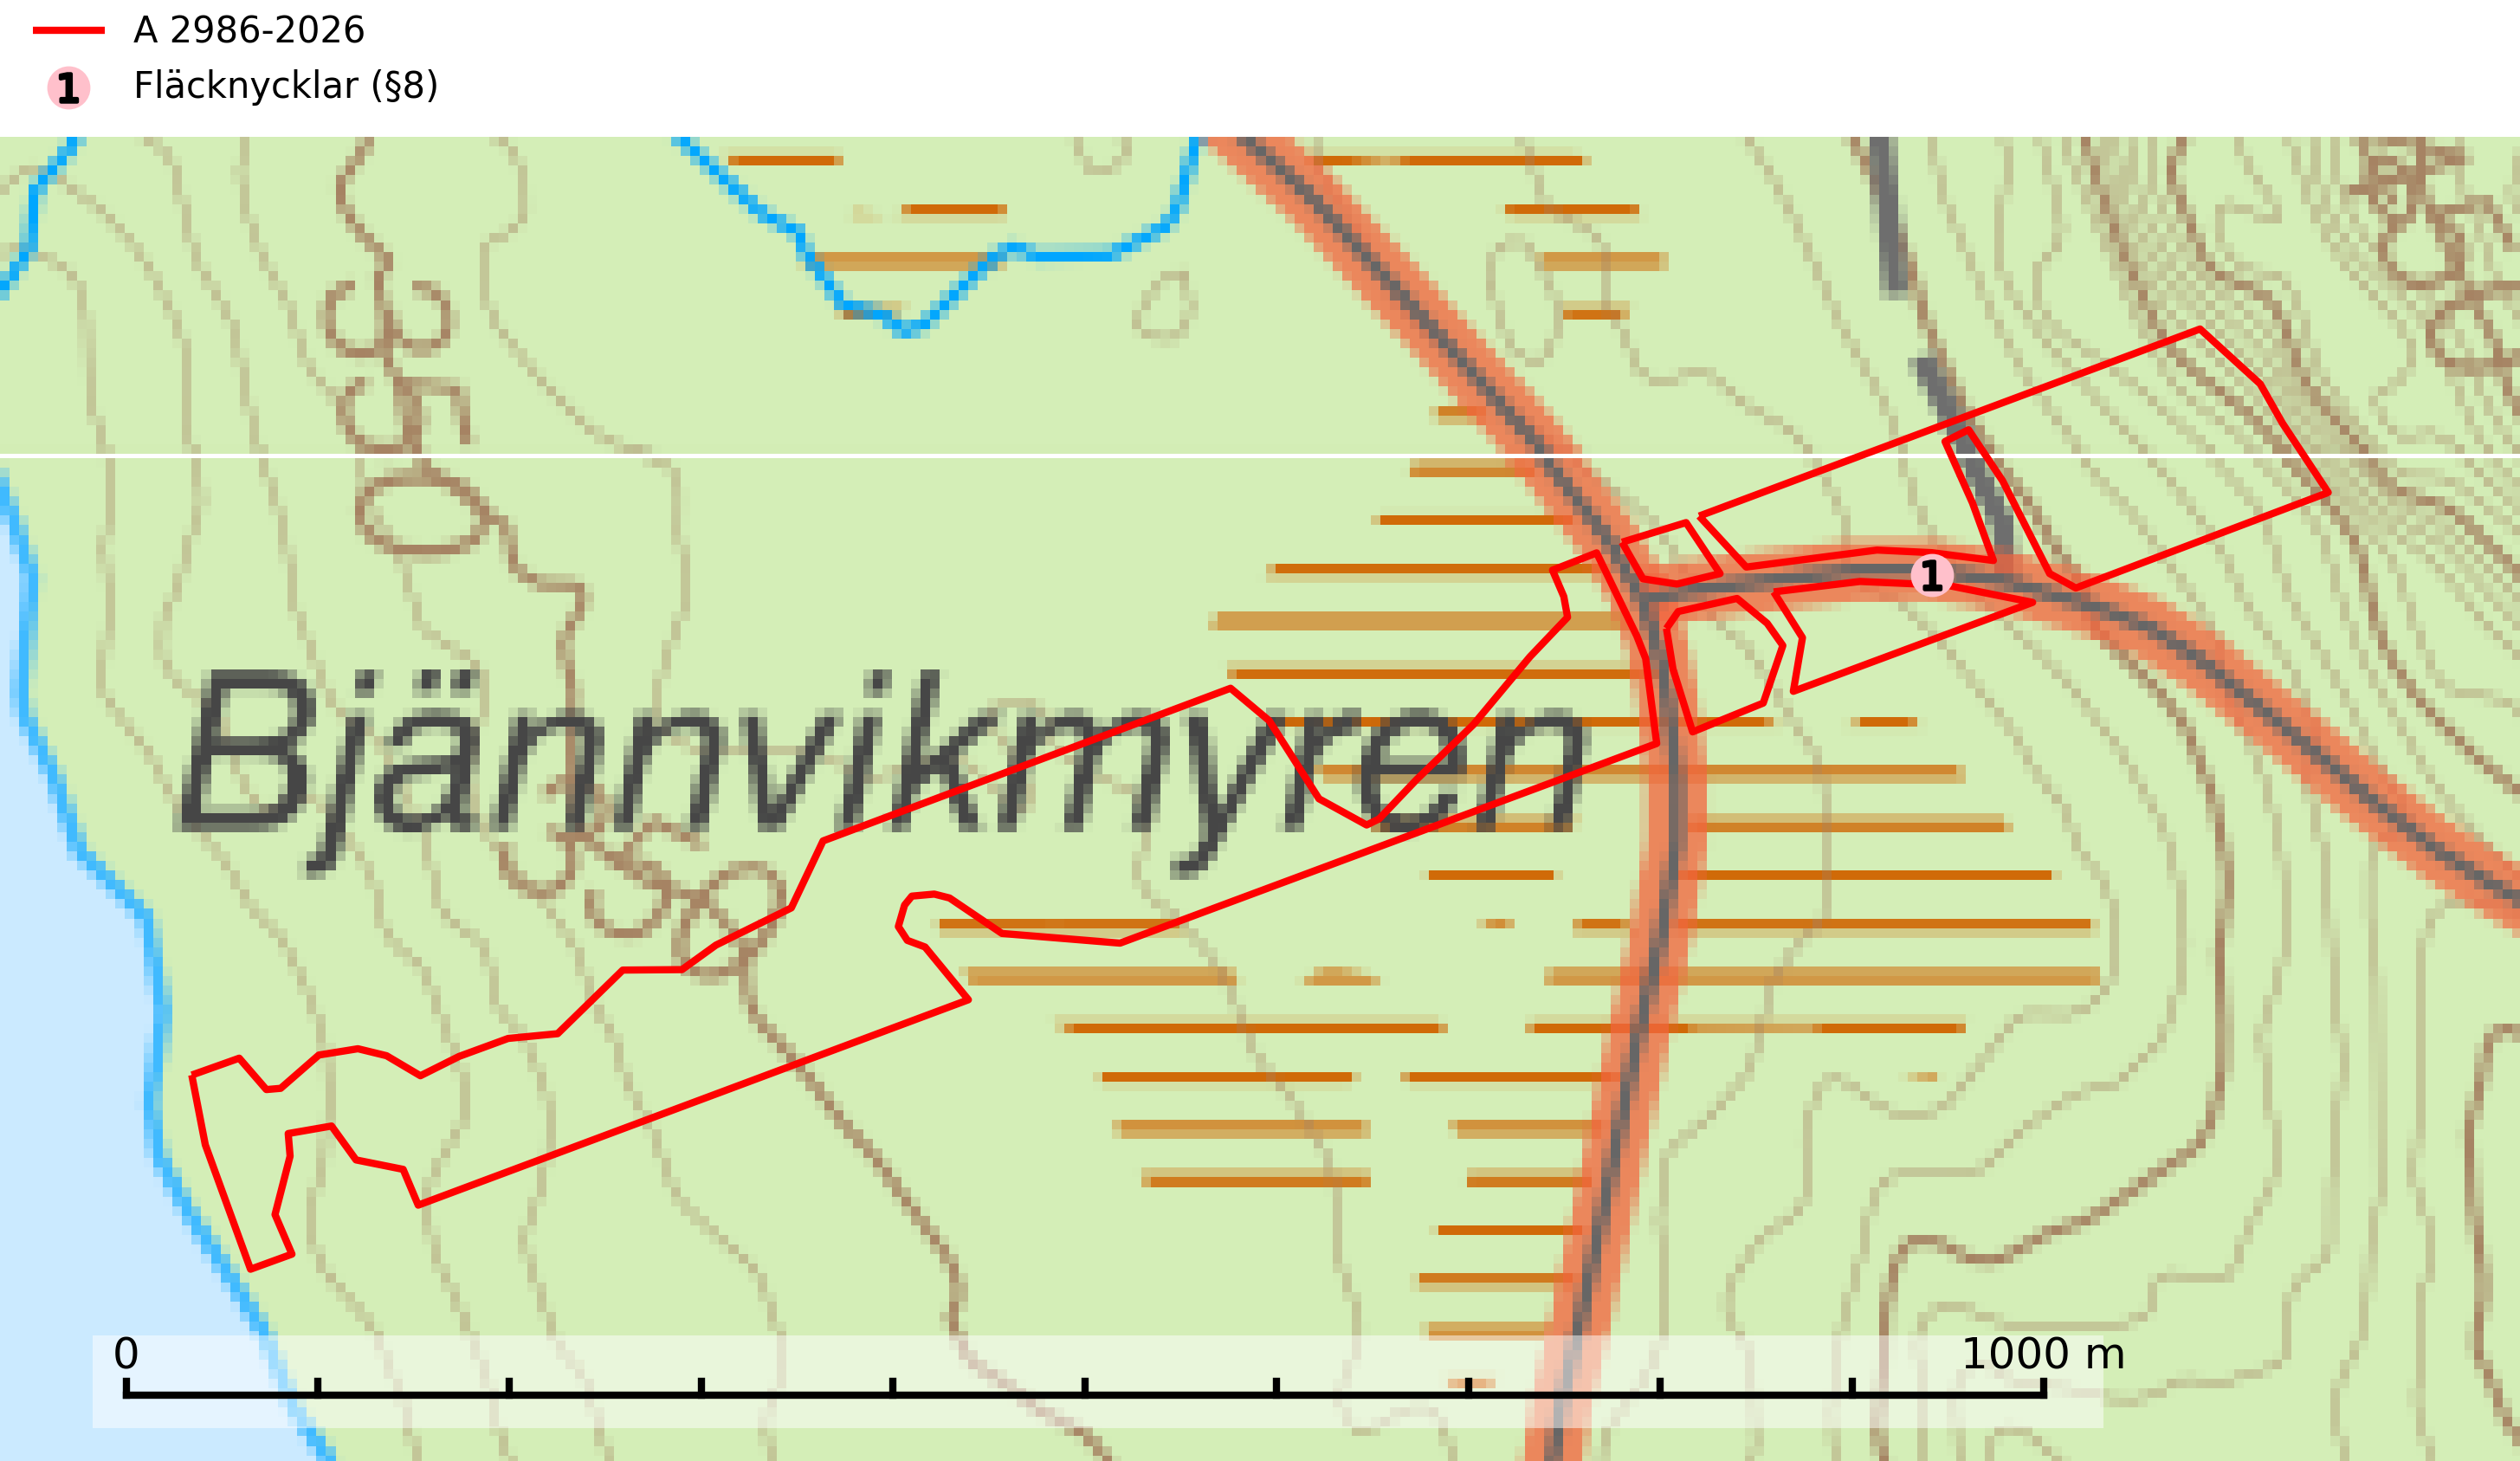 A 2986-2026
1 Fläcknycklar (§8)
1
Bjännvikmyren
0 1000 m